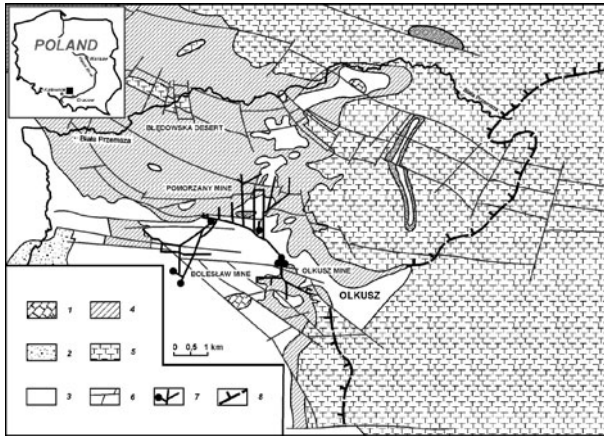 POLAND
Warsaw
Cracow
BŁĘDOWSKA DESERT
Biała Przemsza
POMORZANY MINE
BOLESŁAW MINE
OLKUSZ MINE
OLKUSZ
0 0,5 1 km
1 4
2 5
3 6 7 8